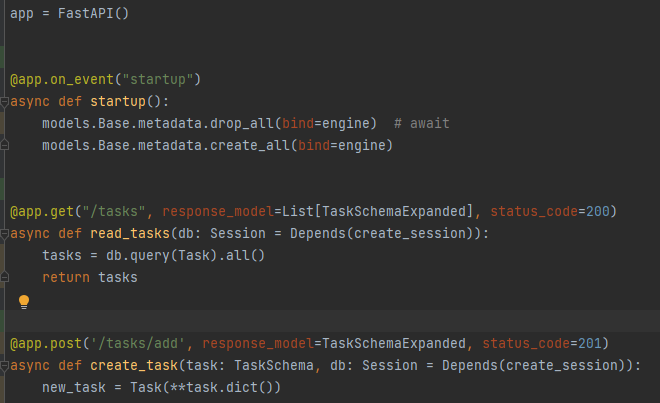 app = FastAPI()
@app.on_event("startup")
async def startup():
    models.Base.metadata.drop_all(bind=engine)  # await
    models.Base.metadata.create_all(bind=engine)
@app.get("/tasks", response_model=List[TaskSchemaExpanded], status_code=200)
async def read_tasks(db: Session = Depends(create_session)):
    tasks = db.query(Task).all()
    return tasks
@app.post('/tasks/add', response_model=TaskSchemaExpanded, status_code=201)
async def create_task(task: TaskSchema, db: Session = Depends(create_session)):
    new_task = Task(**task.dict())